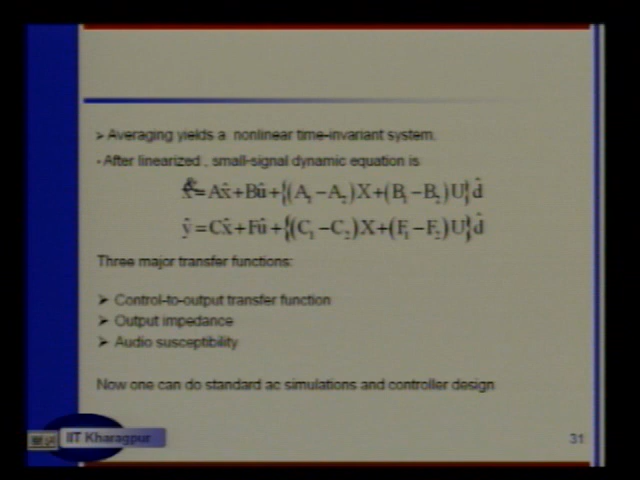 ➢ Averaging yields a nonlinear time-invariant system.
• After linearized , small-signal dynamic equation is
x̂ = Ax̂ + Bû + {(A₁ − A₂)X + (B₁ − B₂)U} d̂
ŷ = Cx̂ + Fû + {(C₁ − C₂)X + (F₁ − F₂)U} d̂
Three major transfer functions:
➢ Control-to-output transfer function
➢ Output impedance
➢ Audio susceptibility
Now one can do standard ac simulations and controller design
IIT Kharagpur
31